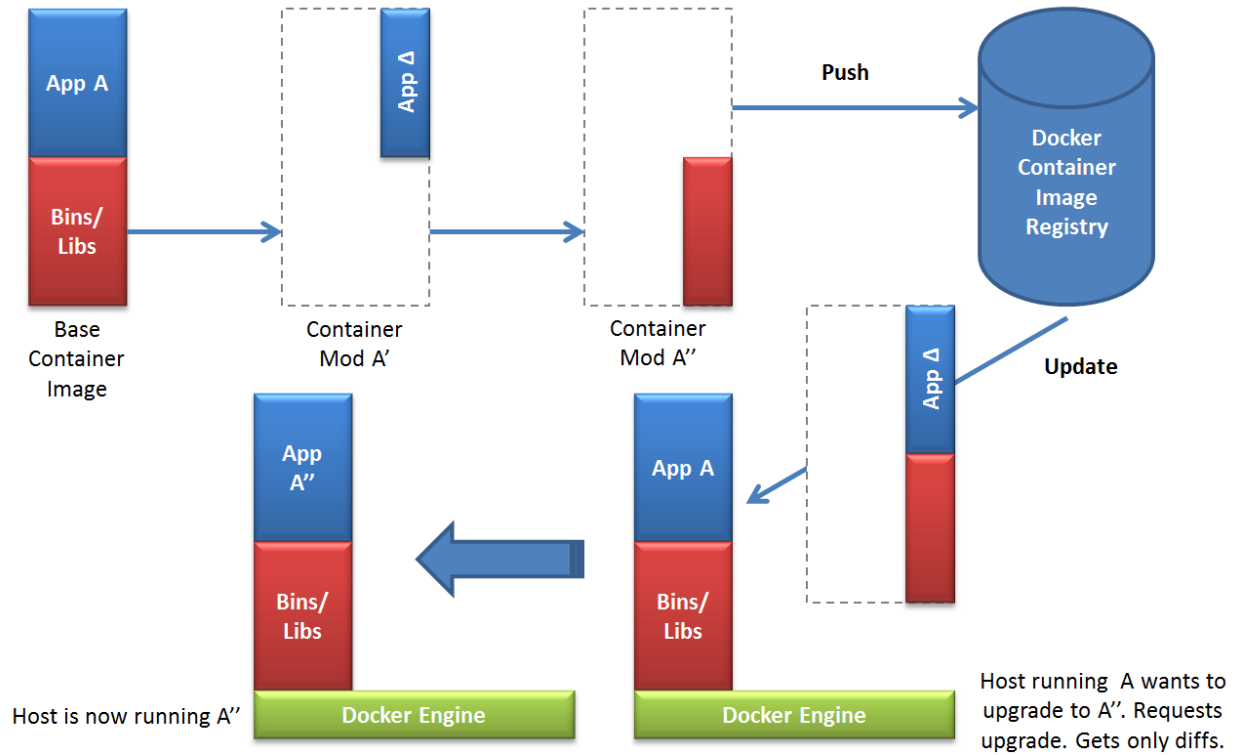 App A
Bins/
Libs
Base
Container
Image
App Δ
Container
Mod A’
Container
Mod A’’
Push
Docker
Container
Image
Registry
Update
App Δ
App A
Bins/
Libs
Docker Engine
Host running  A wants to
upgrade to A’’. Requests
upgrade. Gets only diffs.
App
A’’
Bins/
Libs
Docker Engine
Host is now running A’’